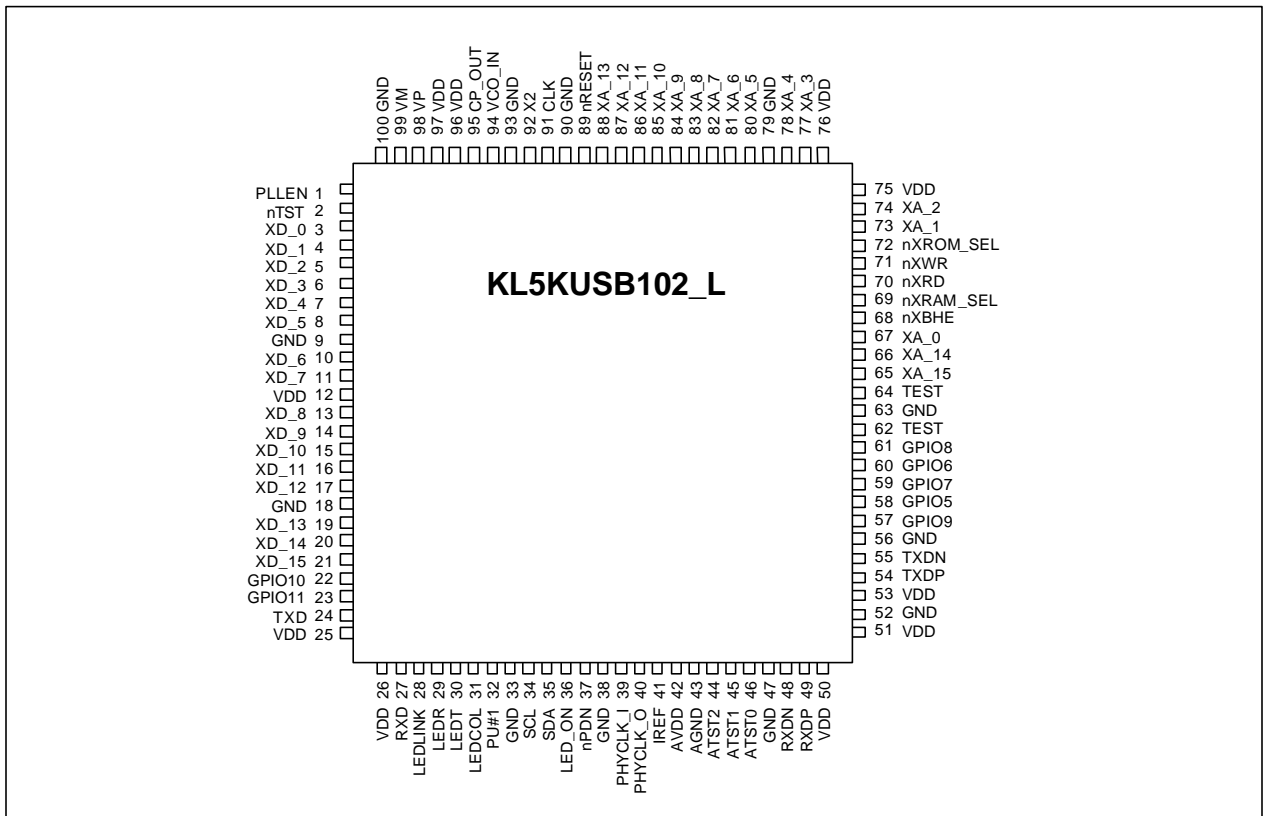 100 GND
99 VM
98 VP
97 VDD
96 VDD
95 CP_OUT
94 VCO_IN
93 GND
92 X2
91 CLK
90 GND
89 nRESET
88 XA_13
87 XA_12
86 XA_11
85 XA_10
84 XA_9
83 XA_8
82 XA_7
81 XA_6
80 XA_5
79 GND
78 XA_4
77 XA_3
76 VDD
PLLEN 1
nTST 2
XD_0 3
XD_1 4
XD_2 5
XD_3 6
XD_4 7
XD_5 8
GND 9
XD_6 10
XD_7 11
VDD 12
XD_8 13
XD_9 14
XD_10 15
XD_11 16
XD_12 17
GND 18
XD_13 19
XD_14 20
XD_15 21
GPIO10 22
GPIO11 23
TXD 24
VDD 25
KL5KUSB102_L
75 VDD
74 XA_2
73 XA_1
72 nXROM_SEL
71 nXWR
70 nXRD
69 nXRAM_SEL
68 nXBHE
67 XA_0
66 XA_14
65 XA_15
64 TEST
63 GND
62 TEST
61 GPIO8
60 GPIO6
59 GPIO7
58 GPIO5
57 GPIO9
56 GND
55 TXDN
54 TXDP
53 VDD
52 GND
51 VDD
VDD 26
RXD 27
LEDLINK 28
LEDR 29
LEDT 30
LEDCOL 31
PU#1 32
GND 33
SCL 34
SDA 35
LED_ON 36
nPDN 37
GND 38
PHYCLK_I 39
PHYCLK_O 40
IREF 41
AVDD 42
AGND 43
ATST2 44
ATST1 45
ATST0 46
GND 47
RXDN 48
RXDP 49
VDD 50